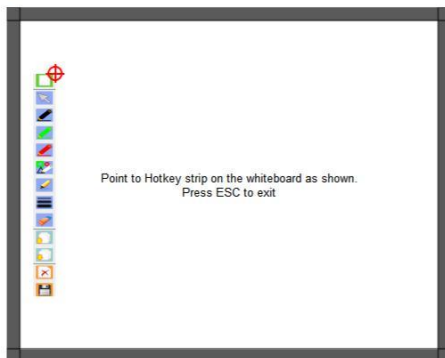 Point to Hotkey strip on the whiteboard as shown.
Press ESC to exit